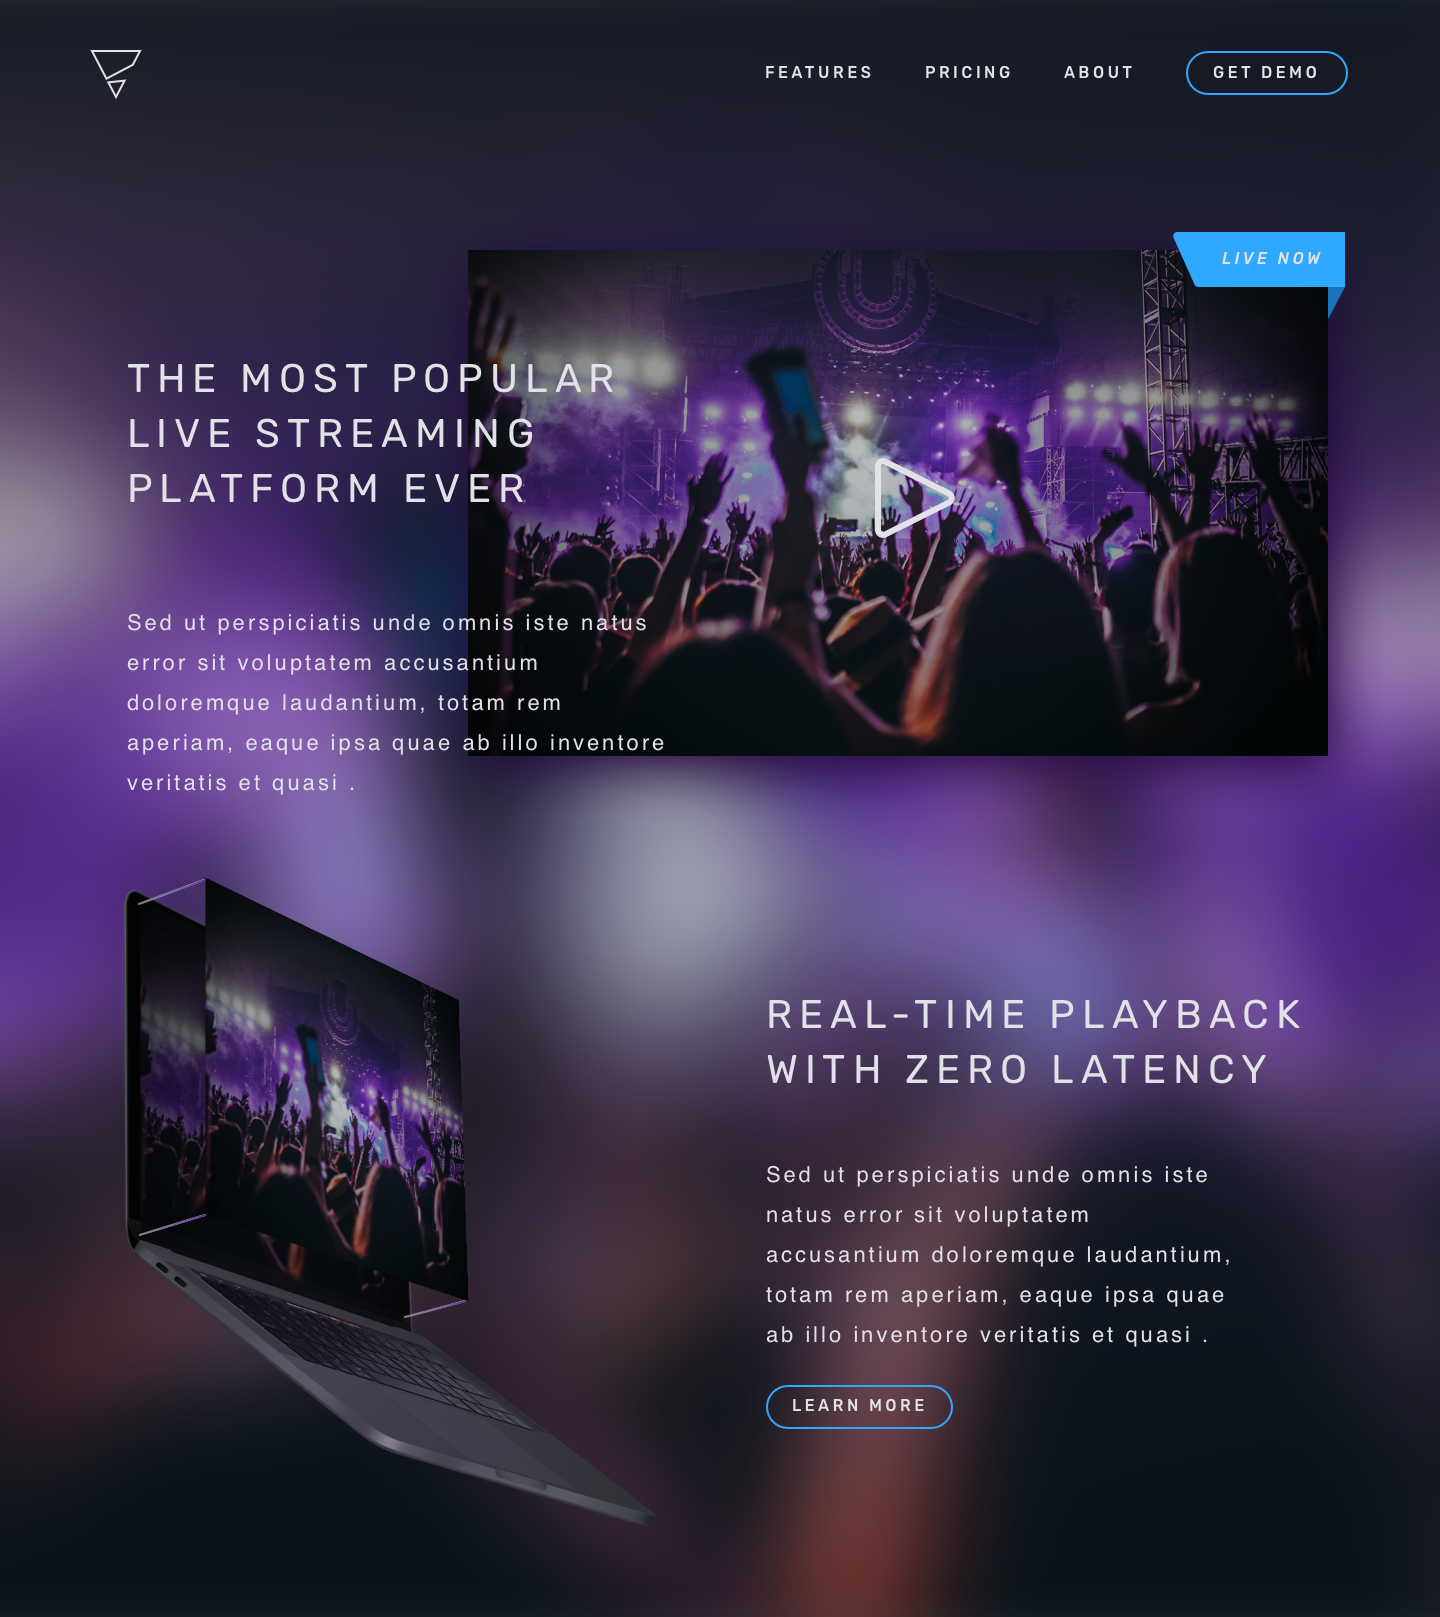 FEATURES PRICING ABOUT GET DEMO
LIVE NOW
THE MOST POPULAR
LIVE STREAMING
PLATFORM EVER
Sed ut perspiciatis unde omnis iste natus
error sit voluptatem accusantium
doloremque laudantium, totam rem
aperiam, eaque ipsa quae ab illo inventore
veritatis et quasi .
REAL-TIME PLAYBACK
WITH ZERO LATENCY
Sed ut perspiciatis unde omnis iste
natus error sit voluptatem
accusantium doloremque laudantium,
totam rem aperiam, eaque ipsa quae
ab illo inventore veritatis et quasi .
LEARN MORE